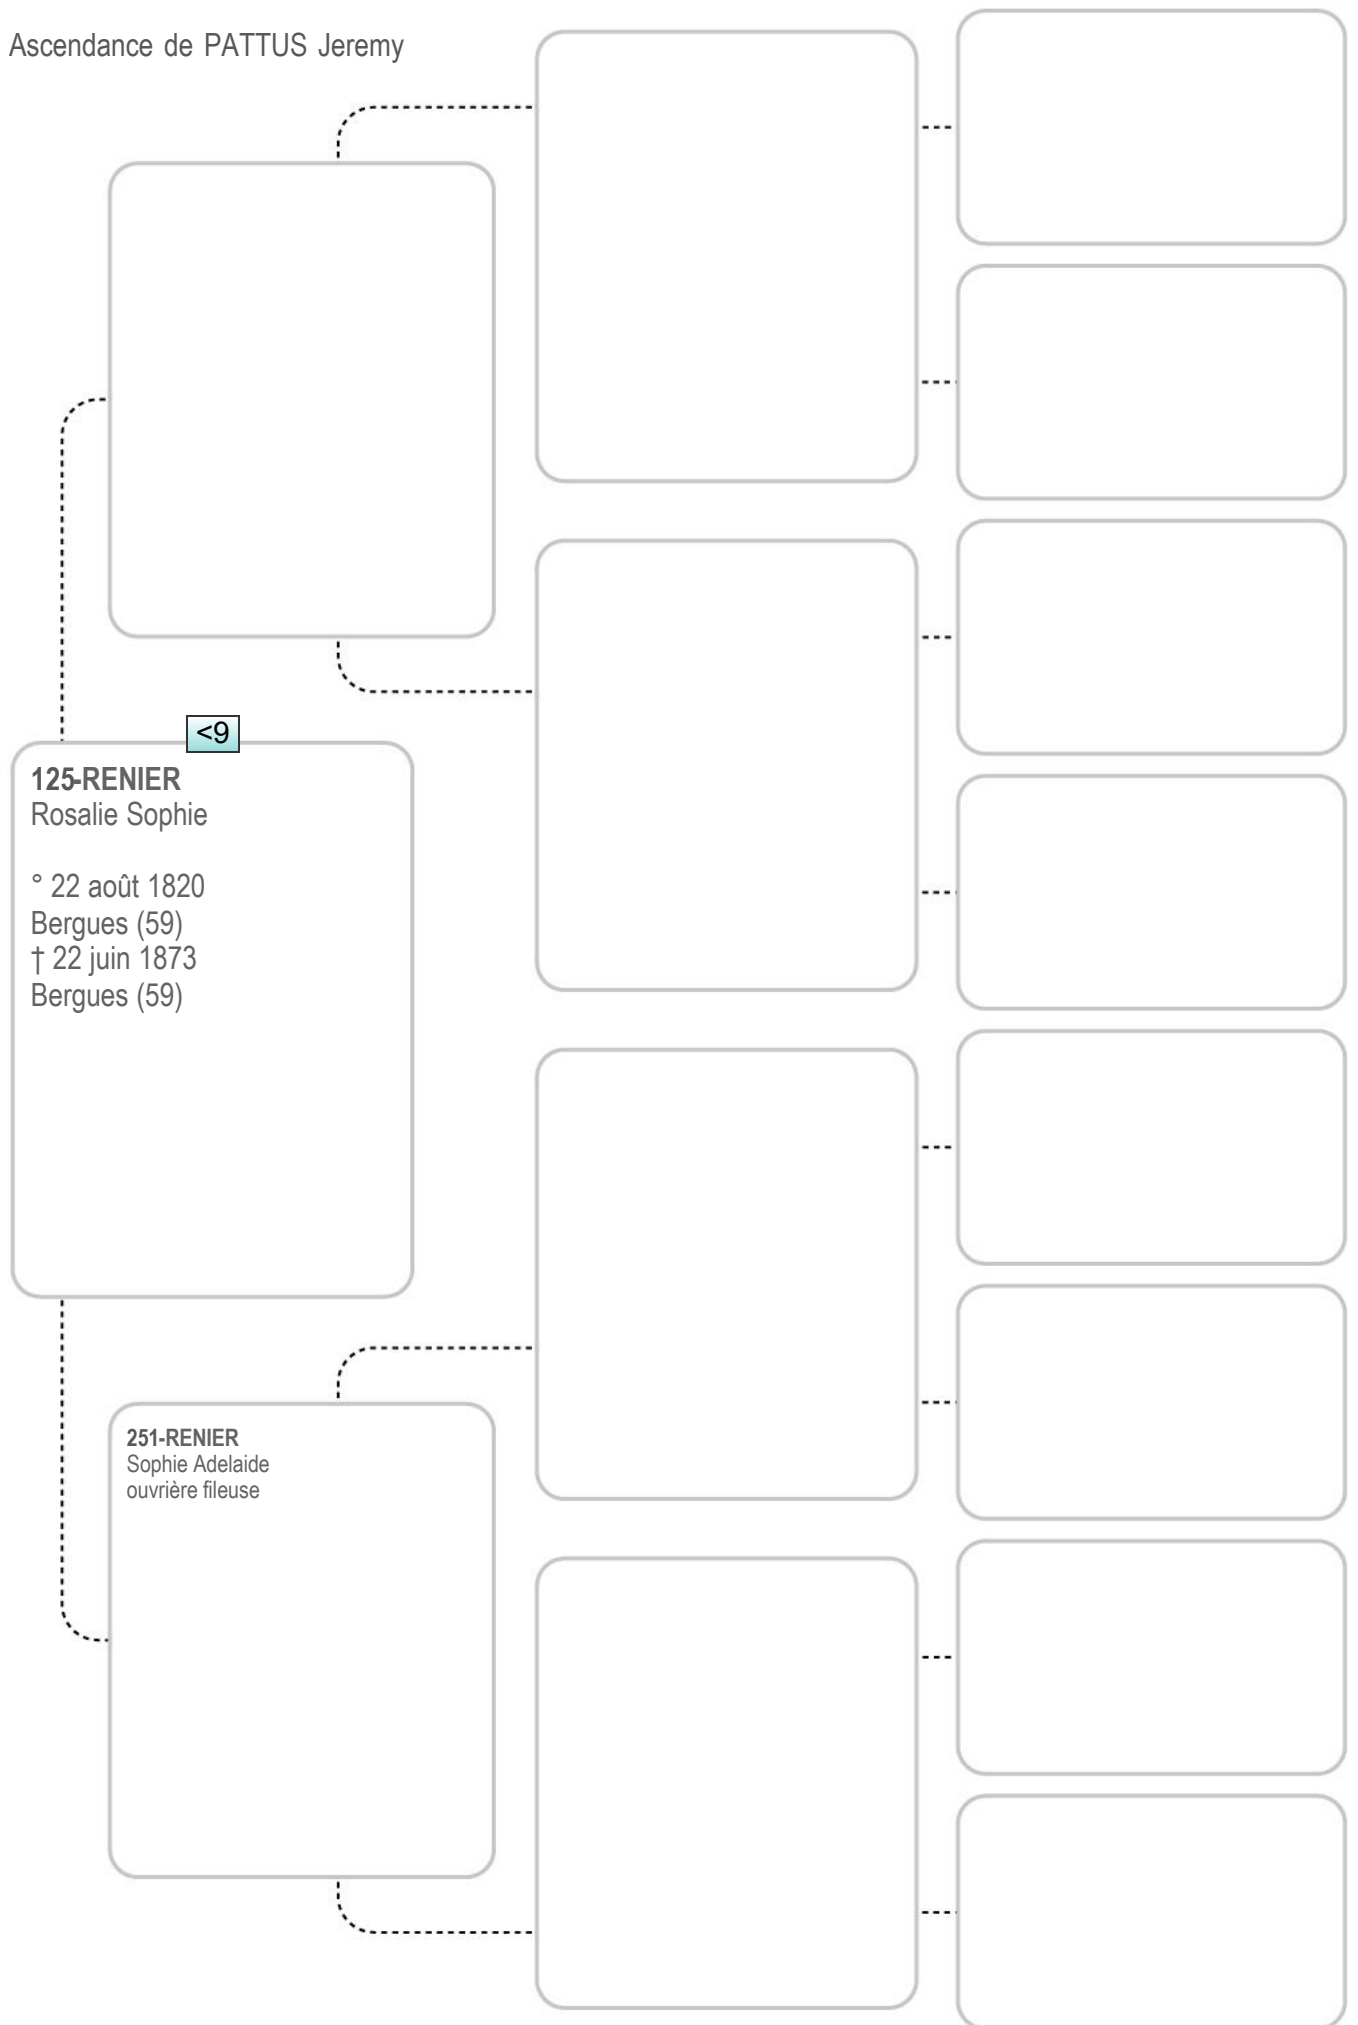 Ascendance de PATTUS Jeremy
<9
125-RENIER
Rosalie Sophie
° 22 août 1820
Bergues (59)
† 22 juin 1873
Bergues (59)
251-RENIER
Sophie Adelaide
ouvrière fileuse